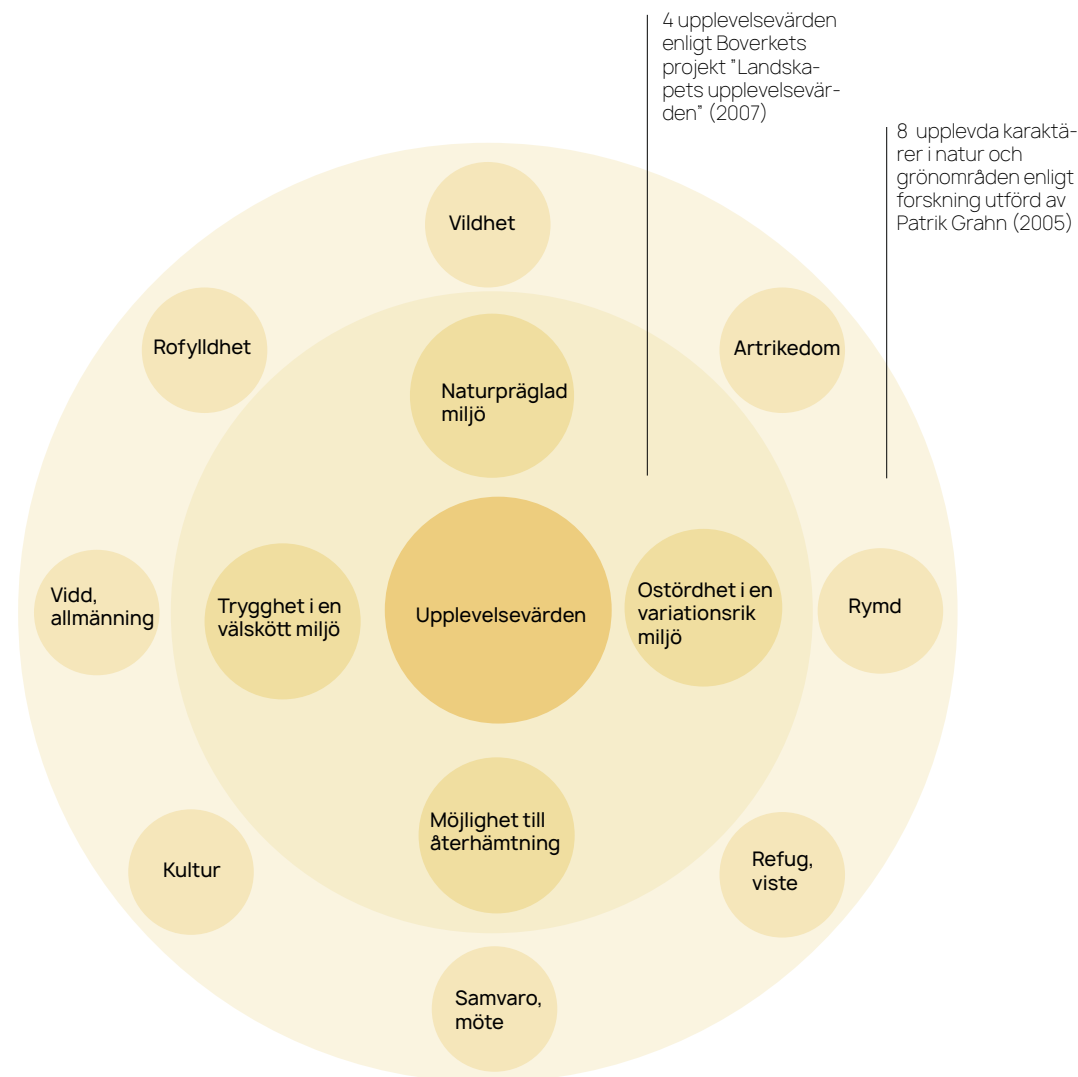 4 upplevelsevärden
enligt Boverkets
projekt "Landska-
pets upplevelsevär-
den" (2007)
8 upplevda karaktä-
rer i natur och
grönområden enligt
forskning utförd av
Patrik Grahn (2005)
Vildhet
Rofylldhet
Artrikedom
Naturpräglad
miljö
Vidd,
allmänning
Trygghet i en
välskött miljö
Upplevelsevärden
Ostördhet i en
variationsrik
miljö
Rymd
Möjlighet till
återhämtning
Kultur
Refug,
viste
Samvaro,
möte